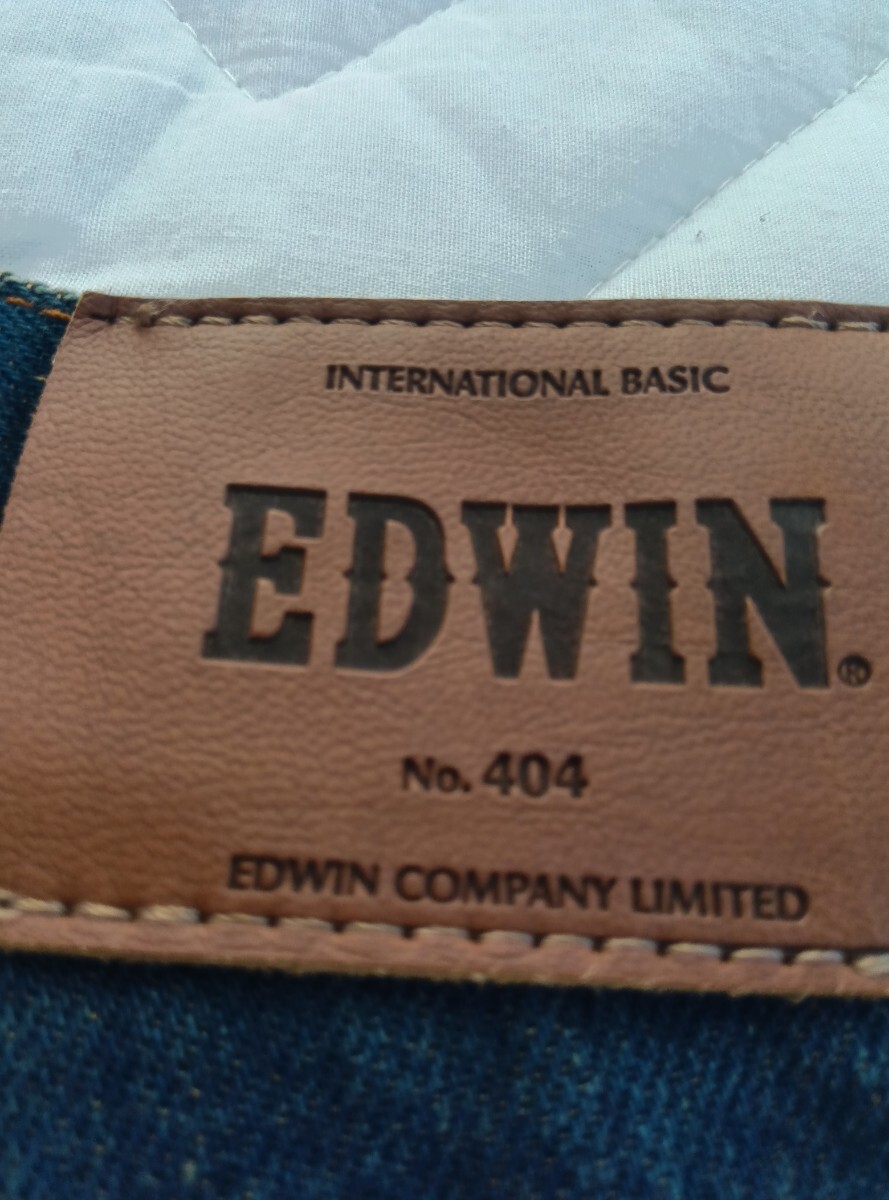 INTERNATIONAL BASIC
EDWIN®
No. 404
EDWIN COMPANY LIMITED